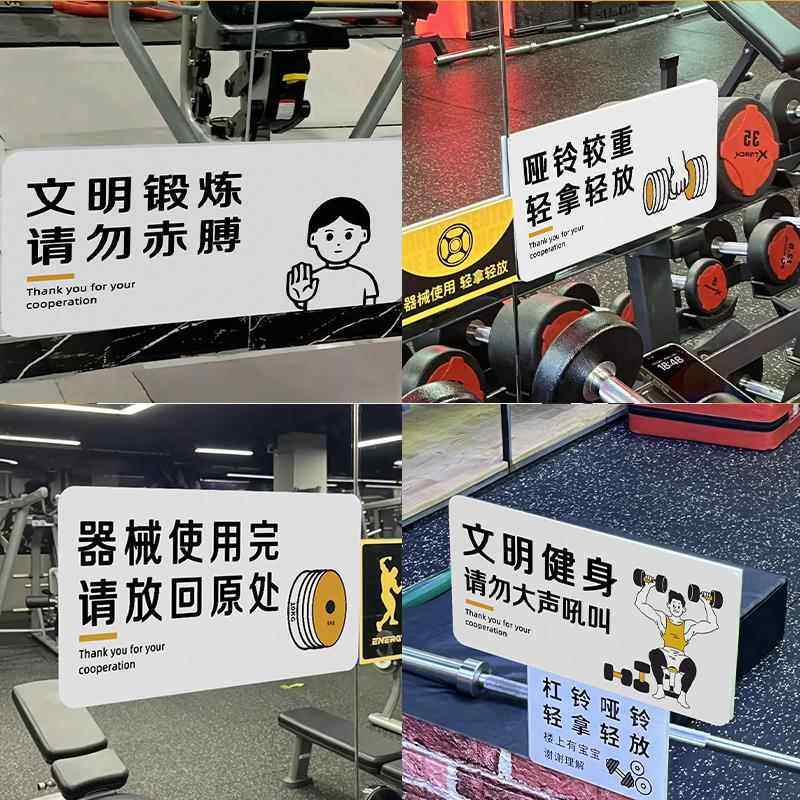 文明锻炼
请勿赤膊
Thank you for your
cooperation
哑铃较重
轻拿轻放
Thank you for your
cooperation
器械使用 轻拿轻放
35
18:48
器械使用完
请放回原处
Thank you for your
cooperation
10KG
ENERGY
文明健身
请勿大声吼叫
Thank you for your
cooperation
杠铃哑铃
轻拿轻放
楼上有宝宝
谢谢理解